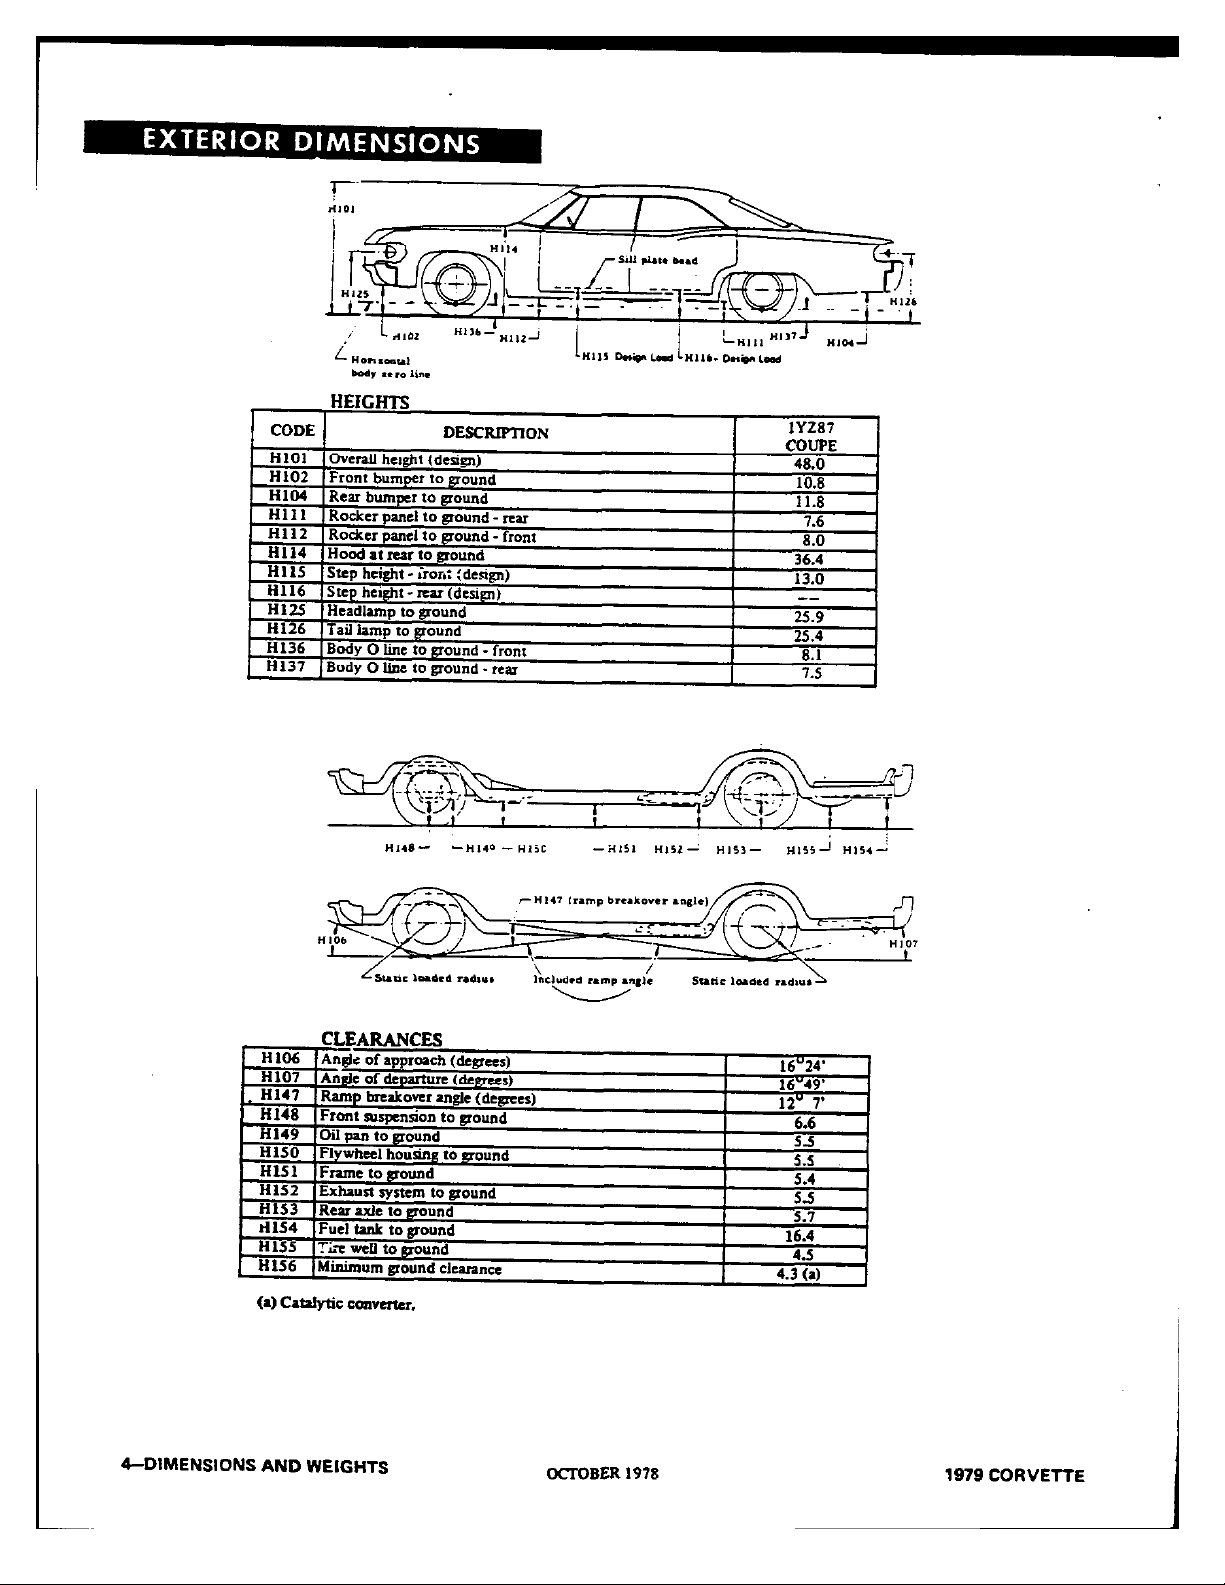 EXTERIOR DIMENSIONS
H101
H114
Sill plate bead
H125
H126
H102
H136
H112
H111
H137
H104
H115 Design Load
H116- Design Load
Horizontal
body zero line
HEIGHTS
CODE DESCRIPTION 1YZ87 COUPE
H101 Overall height (design) 48.0
H102 Front bumper to ground 10.8
H104 Rear bumper to ground 11.8
H111 Rocker panel to ground - rear 7.6
H112 Rocker panel to ground - front 8.0
H114 Hood at rear to ground 36.4
H115 Step height - front (design) 13.0
H116 Step height - rear (design) --
H125 Headlamp to ground 25.9
H126 Tail lamp to ground 25.4
H136 Body O line to ground - front 8.1
H137 Body O line to ground - rear 7.5
H148 H149 H150 H151 H152 H153 H155 H154
H147 (ramp breakover angle)
H106
H107
Static loaded radius
Included ramp angle
Static loaded radius
CLEARANCES
H106 Angle of approach (degrees) 16°24'
H107 Angle of departure (degrees) 16°49'
H147 Ramp breakover angle (degrees) 12° 7'
H148 Front suspension to ground 6.6
H149 Oil pan to ground 5.5
H150 Flywheel housing to ground 5.5
H151 Frame to ground 5.4
H152 Exhaust system to ground 5.5
H153 Rear axle to ground 5.7
H154 Fuel tank to ground 16.4
H155 Tire well to ground 4.5
H156 Minimum ground clearance 4.3 (a)
(a) Catalytic converter.
4—DIMENSIONS AND WEIGHTS
OCTOBER 1978
1979 CORVETTE